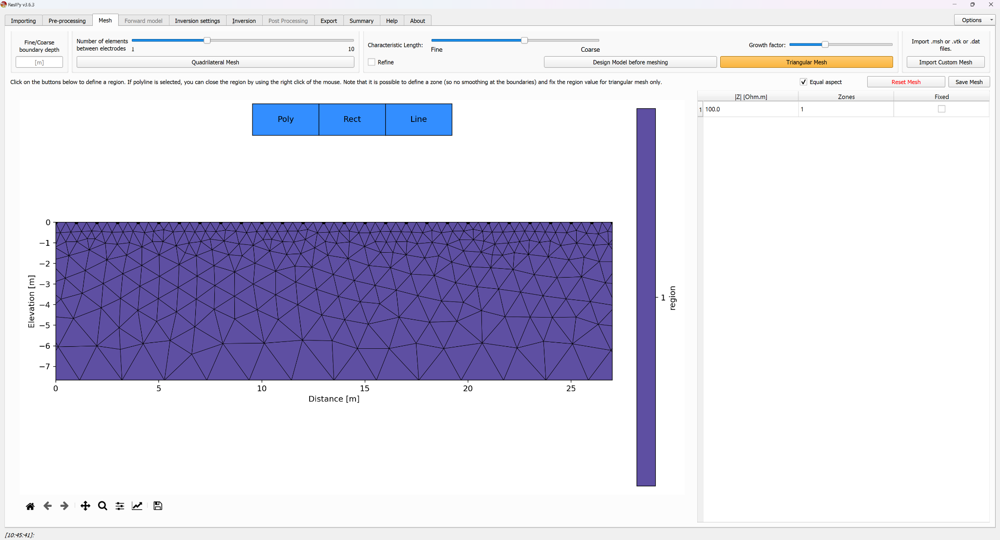 ResIPy v3.6.3
Importing
Pre-processing
Mesh
Forward model
Inversion settings
Inversion
Post Processing
Export
Summary
Help
About
Options
Fine/Coarse
boundary depth
[m]
Number of elements
between electrodes
1
10
Quadrilateral Mesh
Characteristic Length:
Fine
Coarse
Growth factor:
Refine
Design Model before meshing
Triangular Mesh
Import .msh or .vtk or .dat
files.
Import Custom Mesh
Click on the buttons below to define a region. If polyline is selected, you can close the region by using the right click of the mouse. Note that it is possible to define a zone (so no smoothing at the boundaries) and fix the region value for triangular mesh only.
Equal aspect
Reset Mesh
Save Mesh
|Z| [Ohm.m]
Zones
Fixed
1
100.0
1
Poly
Rect
Line
0
−1
−2
−3
−4
−5
−6
−7
Elevation [m]
0
5
10
15
20
25
Distance [m]
1
region
[10:45:41]: